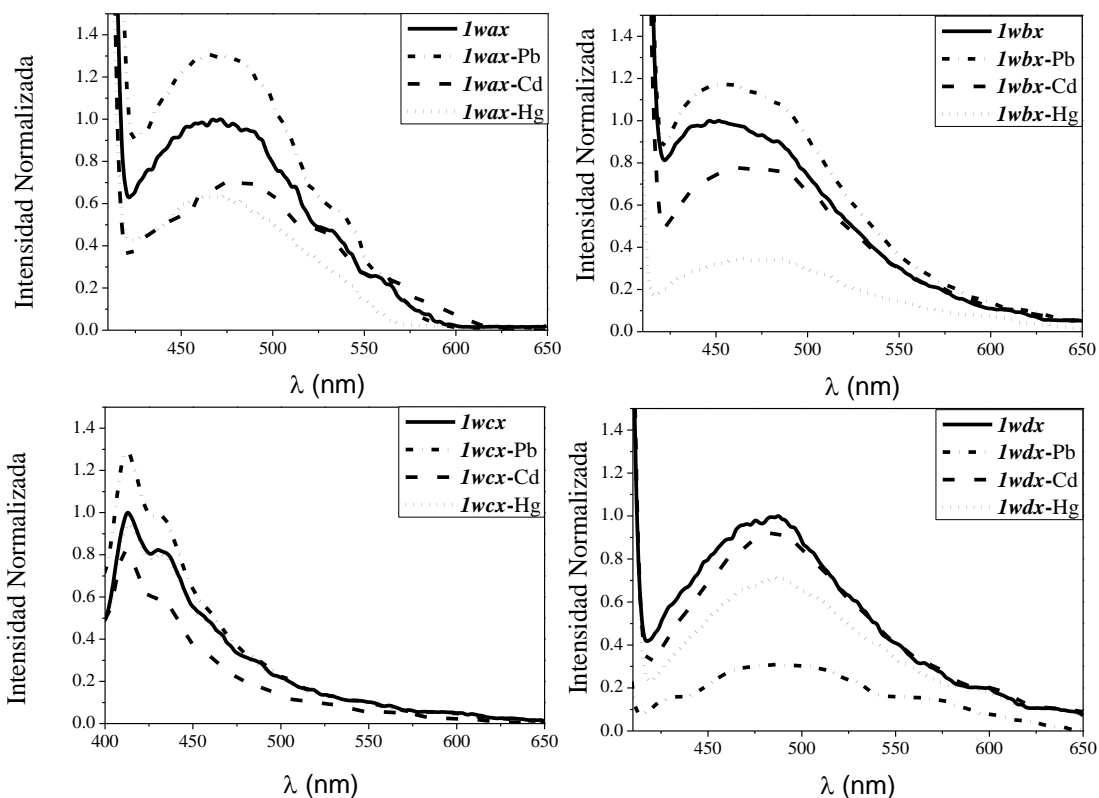 1wax
1wax-Pb
1wax-Cd
1wax-Hg
Intensidad Normalizada
1.4
1.2
1.0
0.8
0.6
0.4
0.2
0.0
450 500 550 600 650
λ (nm)
1wbx
1wbx-Pb
1wbx-Cd
1wbx-Hg
Intensidad Normalizada
1.4
1.2
1.0
0.8
0.6
0.4
0.2
0.0
450 500 550 600 650
λ (nm)
1wcx
1wcx-Pb
1wcx-Cd
1wcx-Hg
Intensidad Normalizada
1.4
1.2
1.0
0.8
0.6
0.4
0.2
0.0
400 450 500 550 600 650
λ (nm)
1wdx
1wdx-Pb
1wdx-Cd
1wdx-Hg
Intensidad Normalizada
1.4
1.2
1.0
0.8
0.6
0.4
0.2
0.0
450 500 550 600 650
λ (nm)